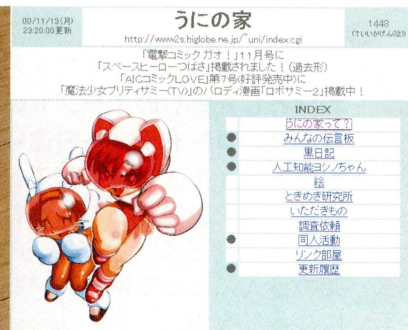 00/11/13(月)
23:20.00更新
うにの家
http://www2s.biglobe.ne.jp/~uni/index.cgi
1448
(ていいかげんG)
「電撃コミックガオ!」11月号に
「スペースヒーローつばさ」掲載されました!(過去形)
「AICコミックLOVE」第7号(好評発売中)に
「魔法少女プリティサミー(TV)」のパロディ漫画「ロボサミー2」掲載中!
INDEX
うにの家って?
みんなの伝言板
黒日記
人工知能ヨシノちゃん
絵
ときめき研究所
いただきもの
調査依頼
同人活動
リンク部屋
更新履歴